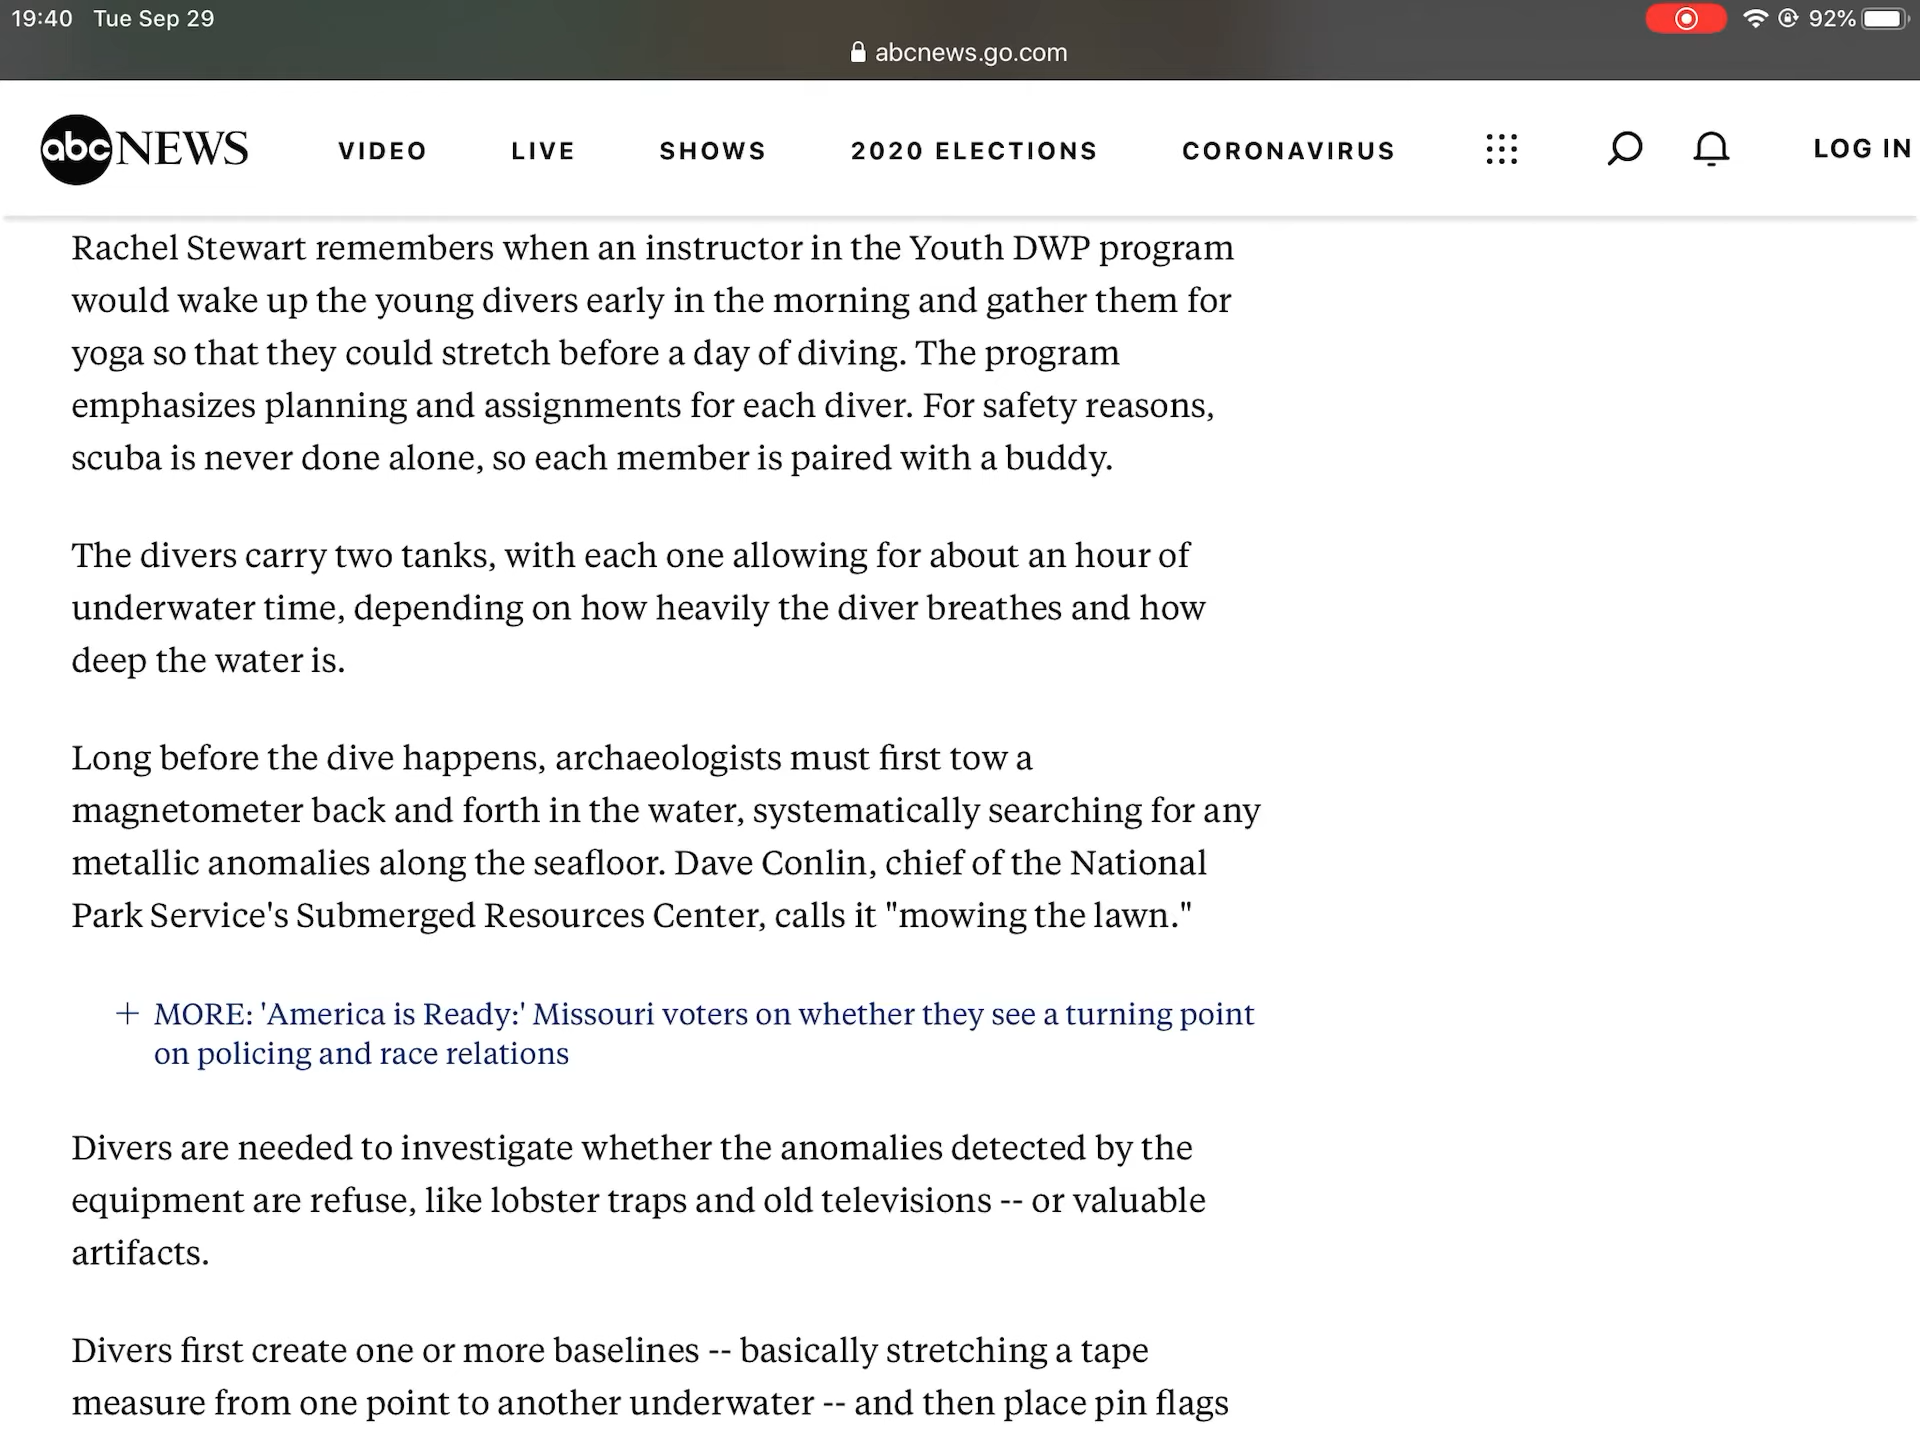 19:40 Tue Sep 29
92%
abcnews.go.com
abc NEWS
VIDEO
LIVE
SHOWS
2020 ELECTIONS
CORONAVIRUS
LOG IN
Rachel Stewart remembers when an instructor in the Youth DWP program
would wake up the young divers early in the morning and gather them for
yoga so that they could stretch before a day of diving. The program
emphasizes planning and assignments for each diver. For safety reasons,
scuba is never done alone, so each member is paired with a buddy.
The divers carry two tanks, with each one allowing for about an hour of
underwater time, depending on how heavily the diver breathes and how
deep the water is.
Long before the dive happens, archaeologists must first tow a
magnetometer back and forth in the water, systematically searching for any
metallic anomalies along the seafloor. Dave Conlin, chief of the National
Park Service's Submerged Resources Center, calls it "mowing the lawn."
+ MORE: 'America is Ready:' Missouri voters on whether they see a turning point
on policing and race relations
Divers are needed to investigate whether the anomalies detected by the
equipment are refuse, like lobster traps and old televisions -- or valuable
artifacts.
Divers first create one or more baselines -- basically stretching a tape
measure from one point to another underwater -- and then place pin flags